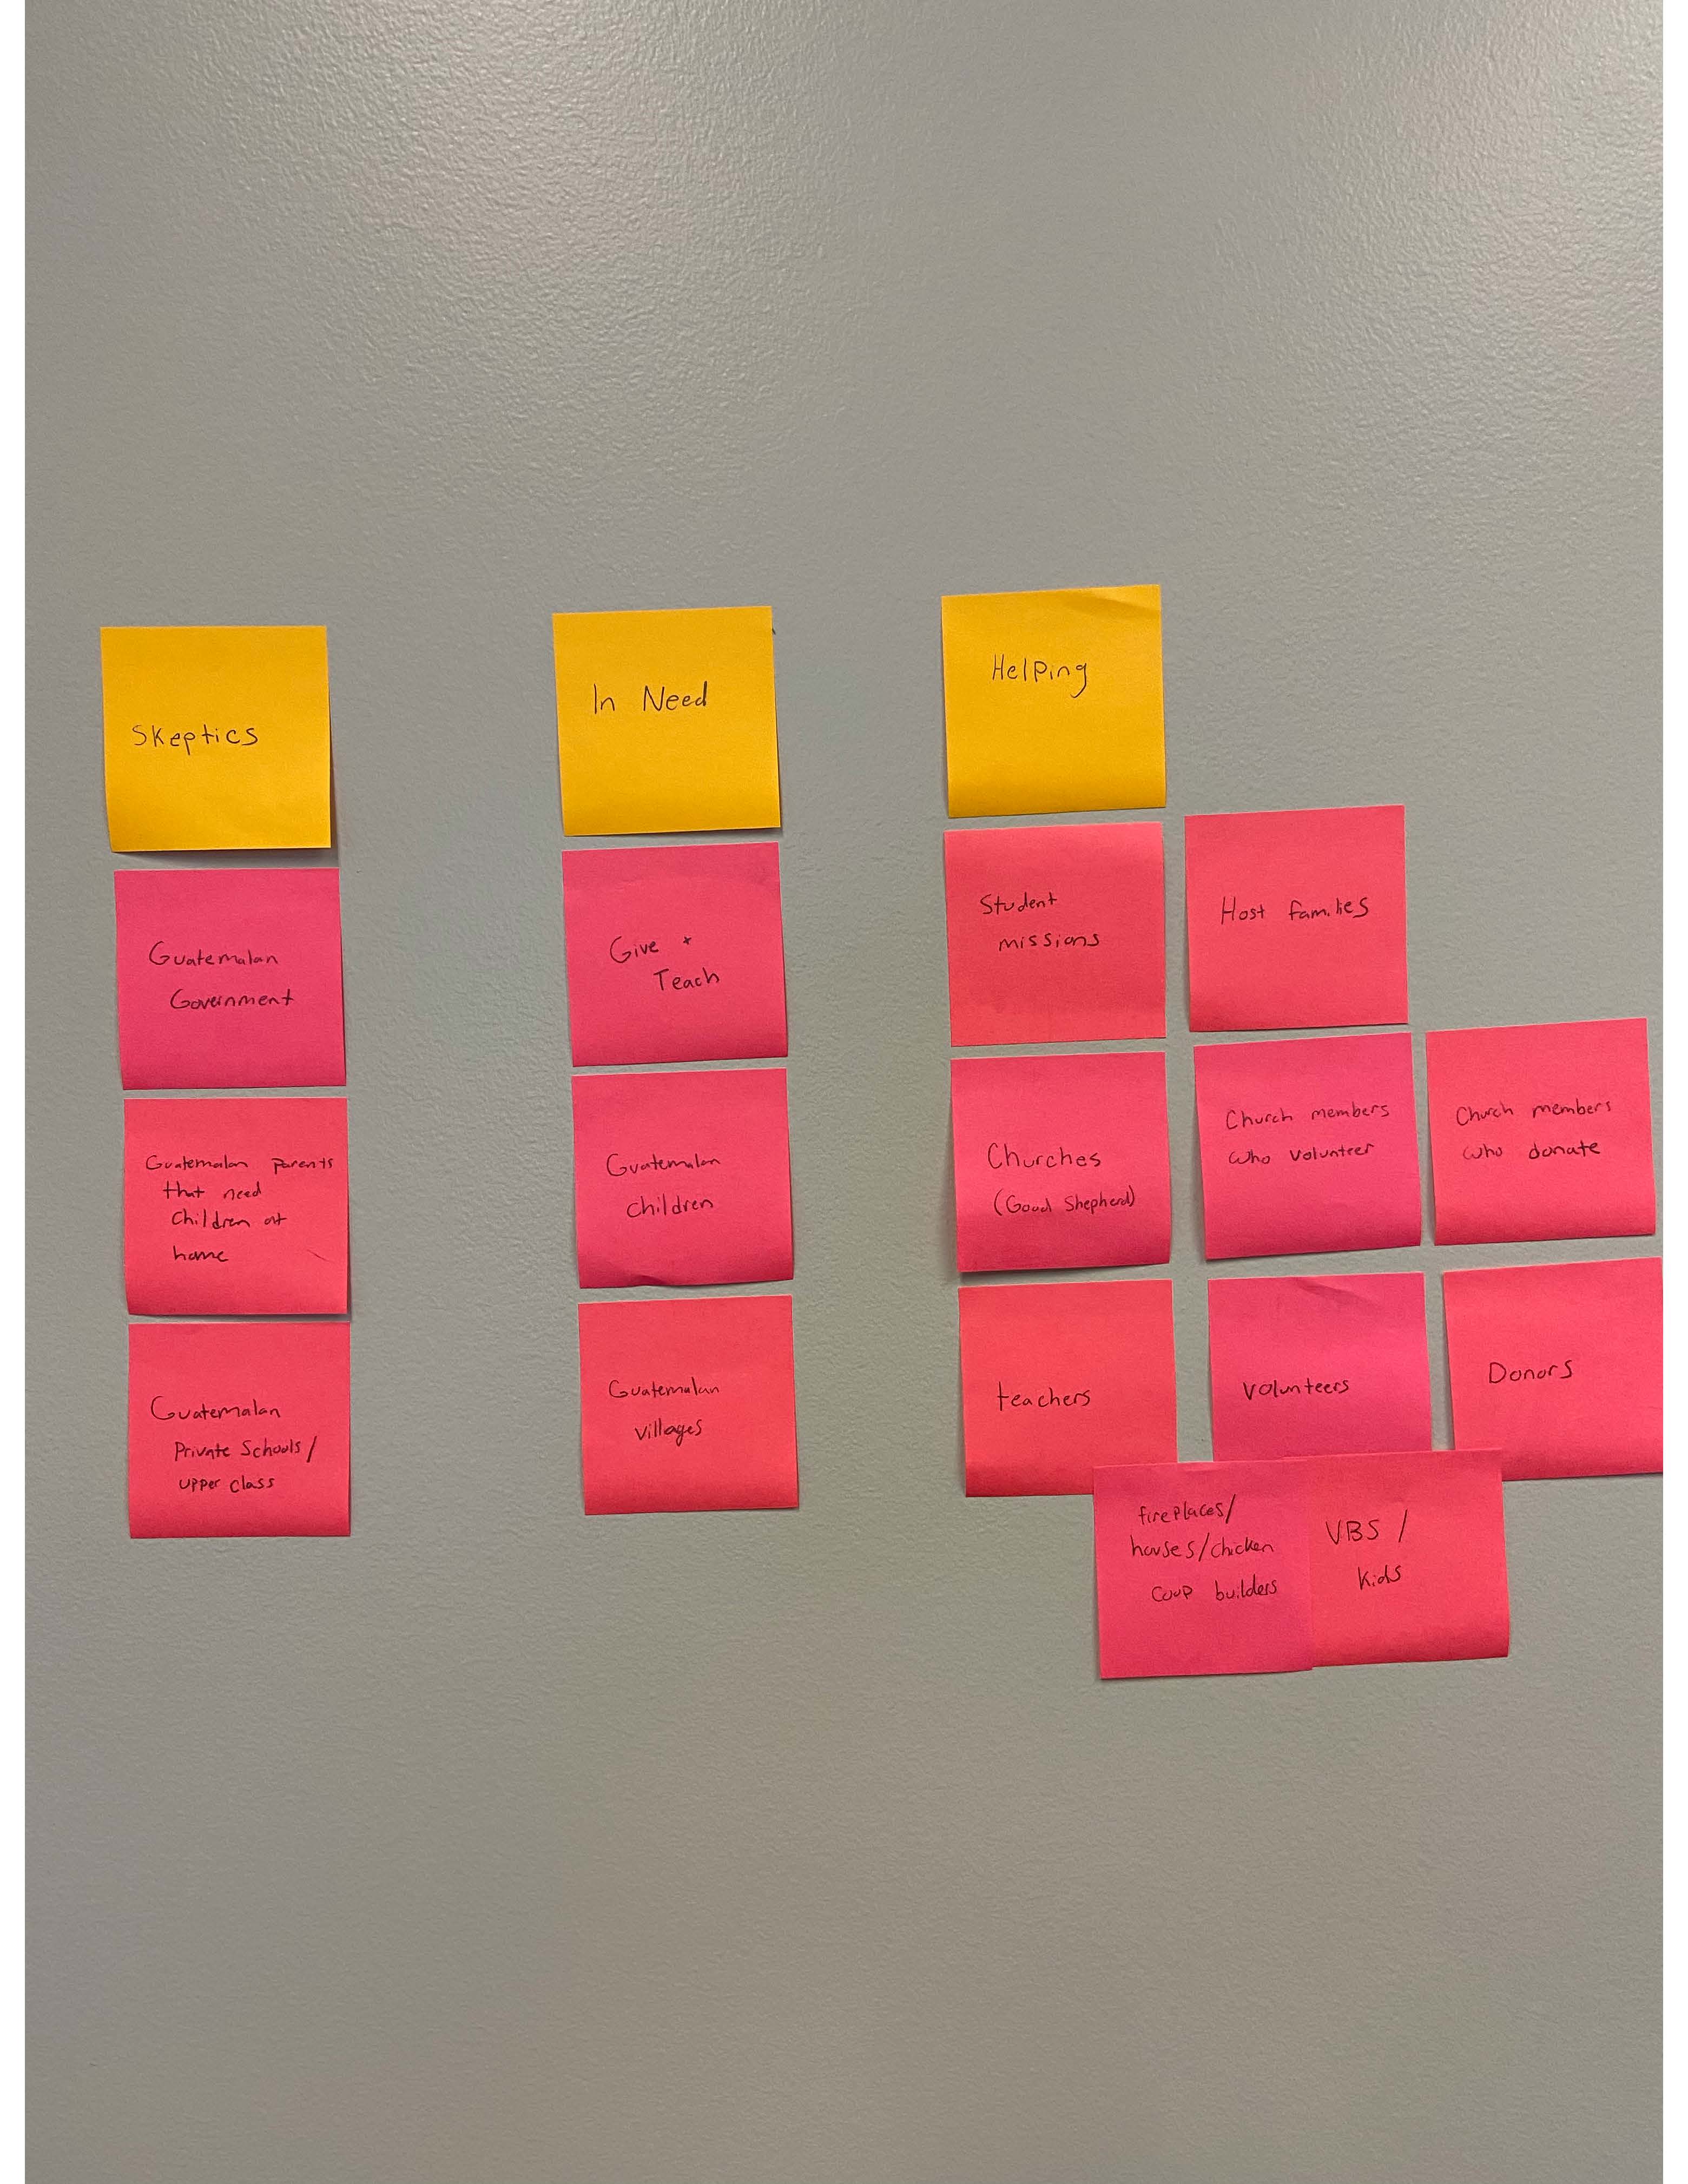 Skeptics
Guatemalan
Government
Guatemalan parents
that need
children at
home
Guatemalan
Private Schools/
upper class
In Need
Give +
Teach
Guatemalan
children
Guatemalan
villages
Helping
Student
missions
Host families
Churches
(Good Shepherd)
Church members
who volunteer
Church members
who donate
teachers
volunteers
Donors
fireplaces/
houses/chicken
coop builders
VBS /
kids